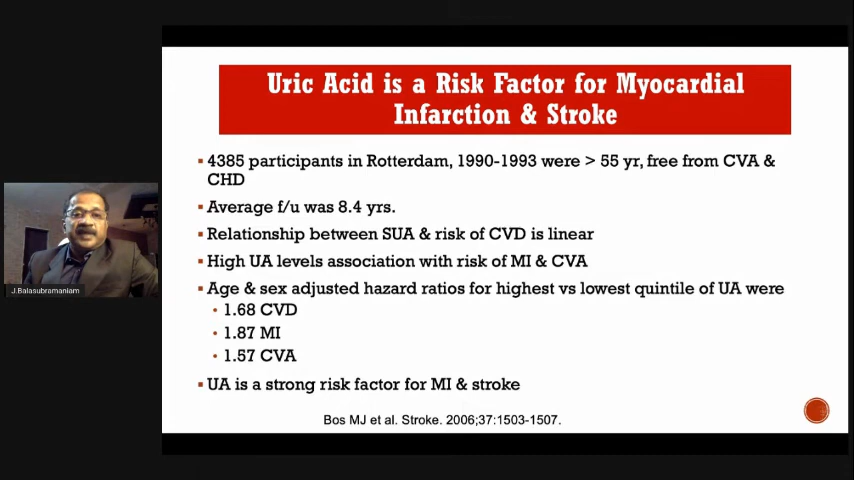 Uric Acid is a Risk Factor for Myocardial
Infarction & Stroke
▪ 4385 participants in Rotterdam, 1990-1993 were > 55 yr, free from CVA &
CHD
▪ Average f/u was 8.4 yrs.
▪ Relationship between SUA & risk of CVD is linear
▪ High UA levels association with risk of MI & CVA
▪ Age & sex adjusted hazard ratios for highest vs lowest quintile of UA were
• 1.68 CVD
• 1.87 MI
• 1.57 CVA
▪ UA is a strong risk factor for MI & stroke
Bos MJ et al. Stroke. 2006;37:1503-1507.
J.Balasubramaniam